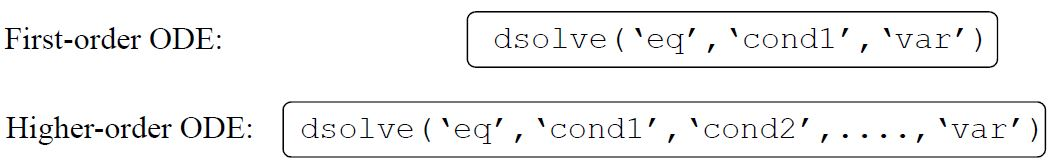 First-order ODE: dsolve(‘eq’,‘cond1’,‘var’)
Higher-order ODE: dsolve(‘eq’,‘cond1’,‘cond2’,....,‘var’)